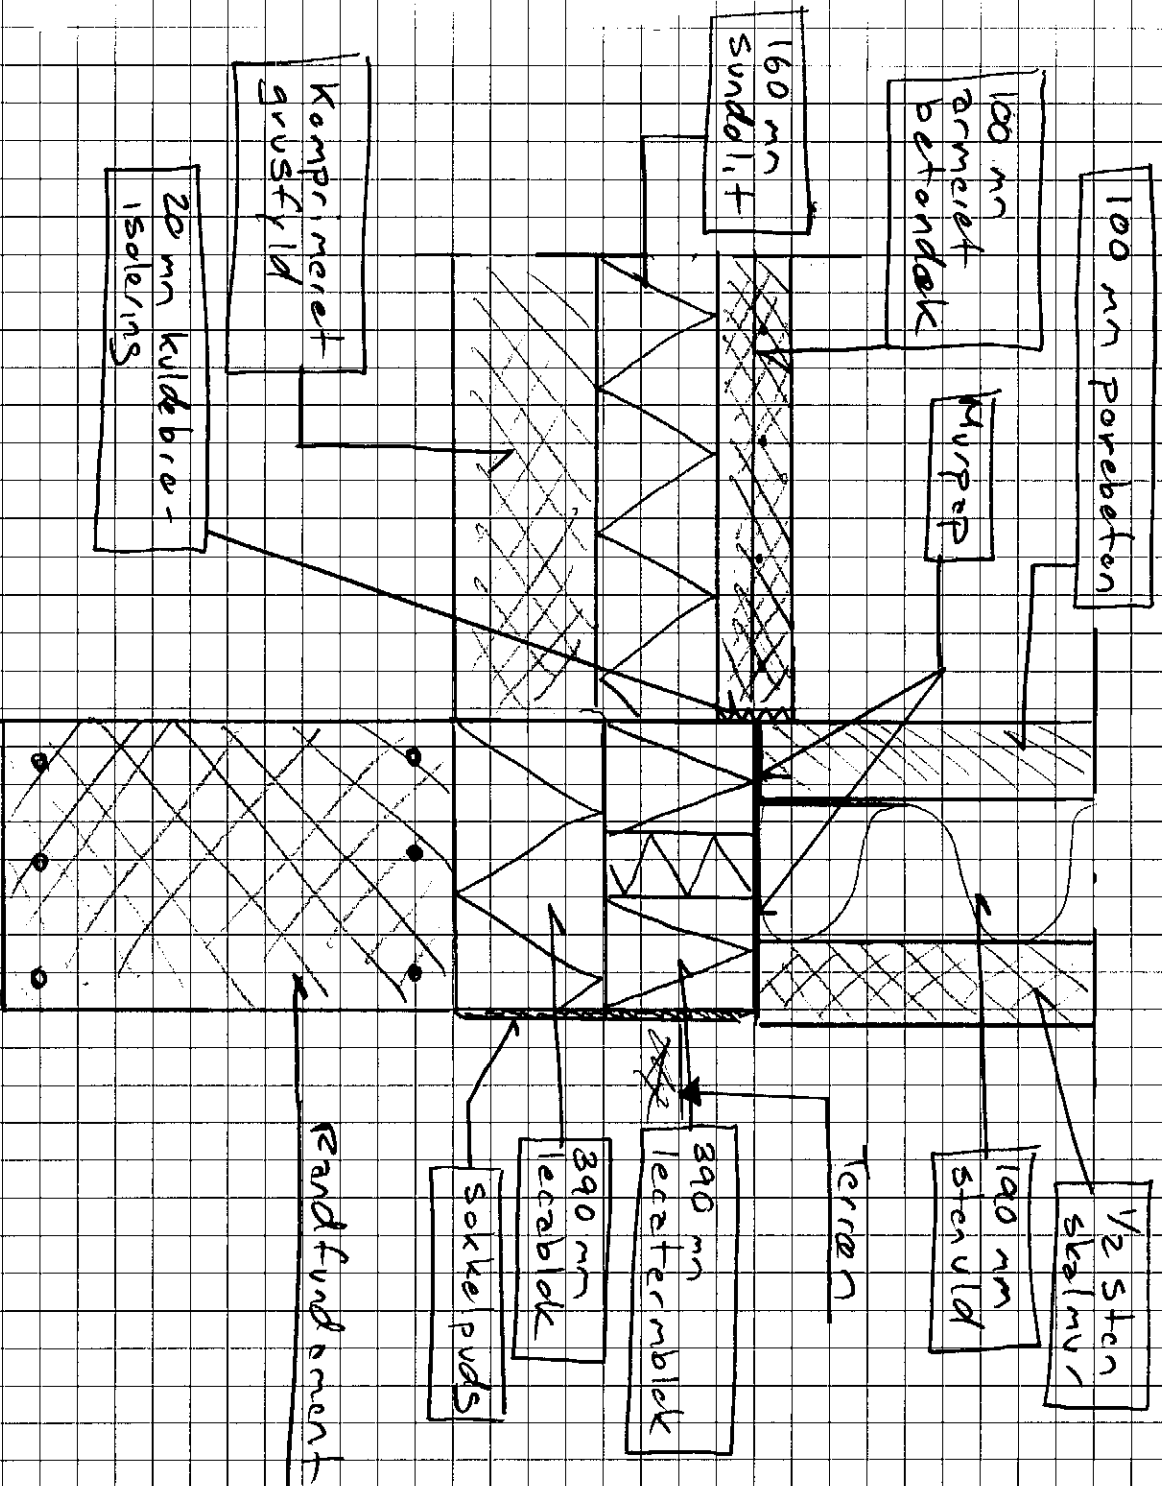 100 mm porebeton
1/2 sten
skalmur
100 mm
armeret
betondæk
190 mm
stenuld
Murpap
Terræn
160 mm
sundolit
390 mm
lecatermblok
390 mm
lecablok
Sokkelpuds
Komprimeret
grusfyld
Randfundament
20 mm kuldebro-
isolering